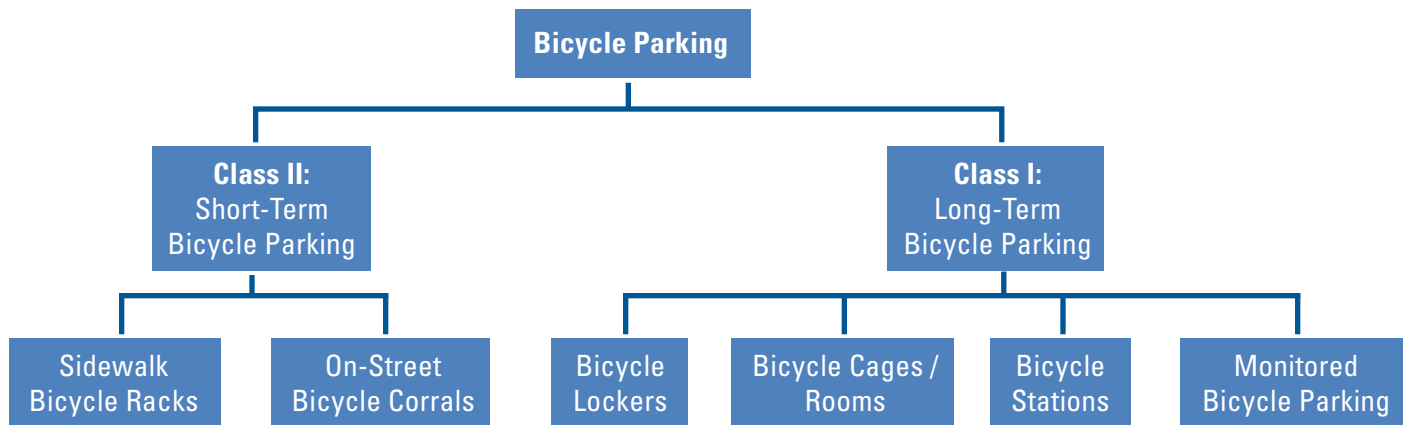 Bicycle Parking
Class II:
Short-Term
Bicycle Parking
Class I:
Long-Term
Bicycle Parking
Sidewalk
Bicycle Racks
On-Street
Bicycle Corrals
Bicycle
Lockers
Bicycle Cages /
Rooms
Bicycle
Stations
Monitored
Bicycle Parking